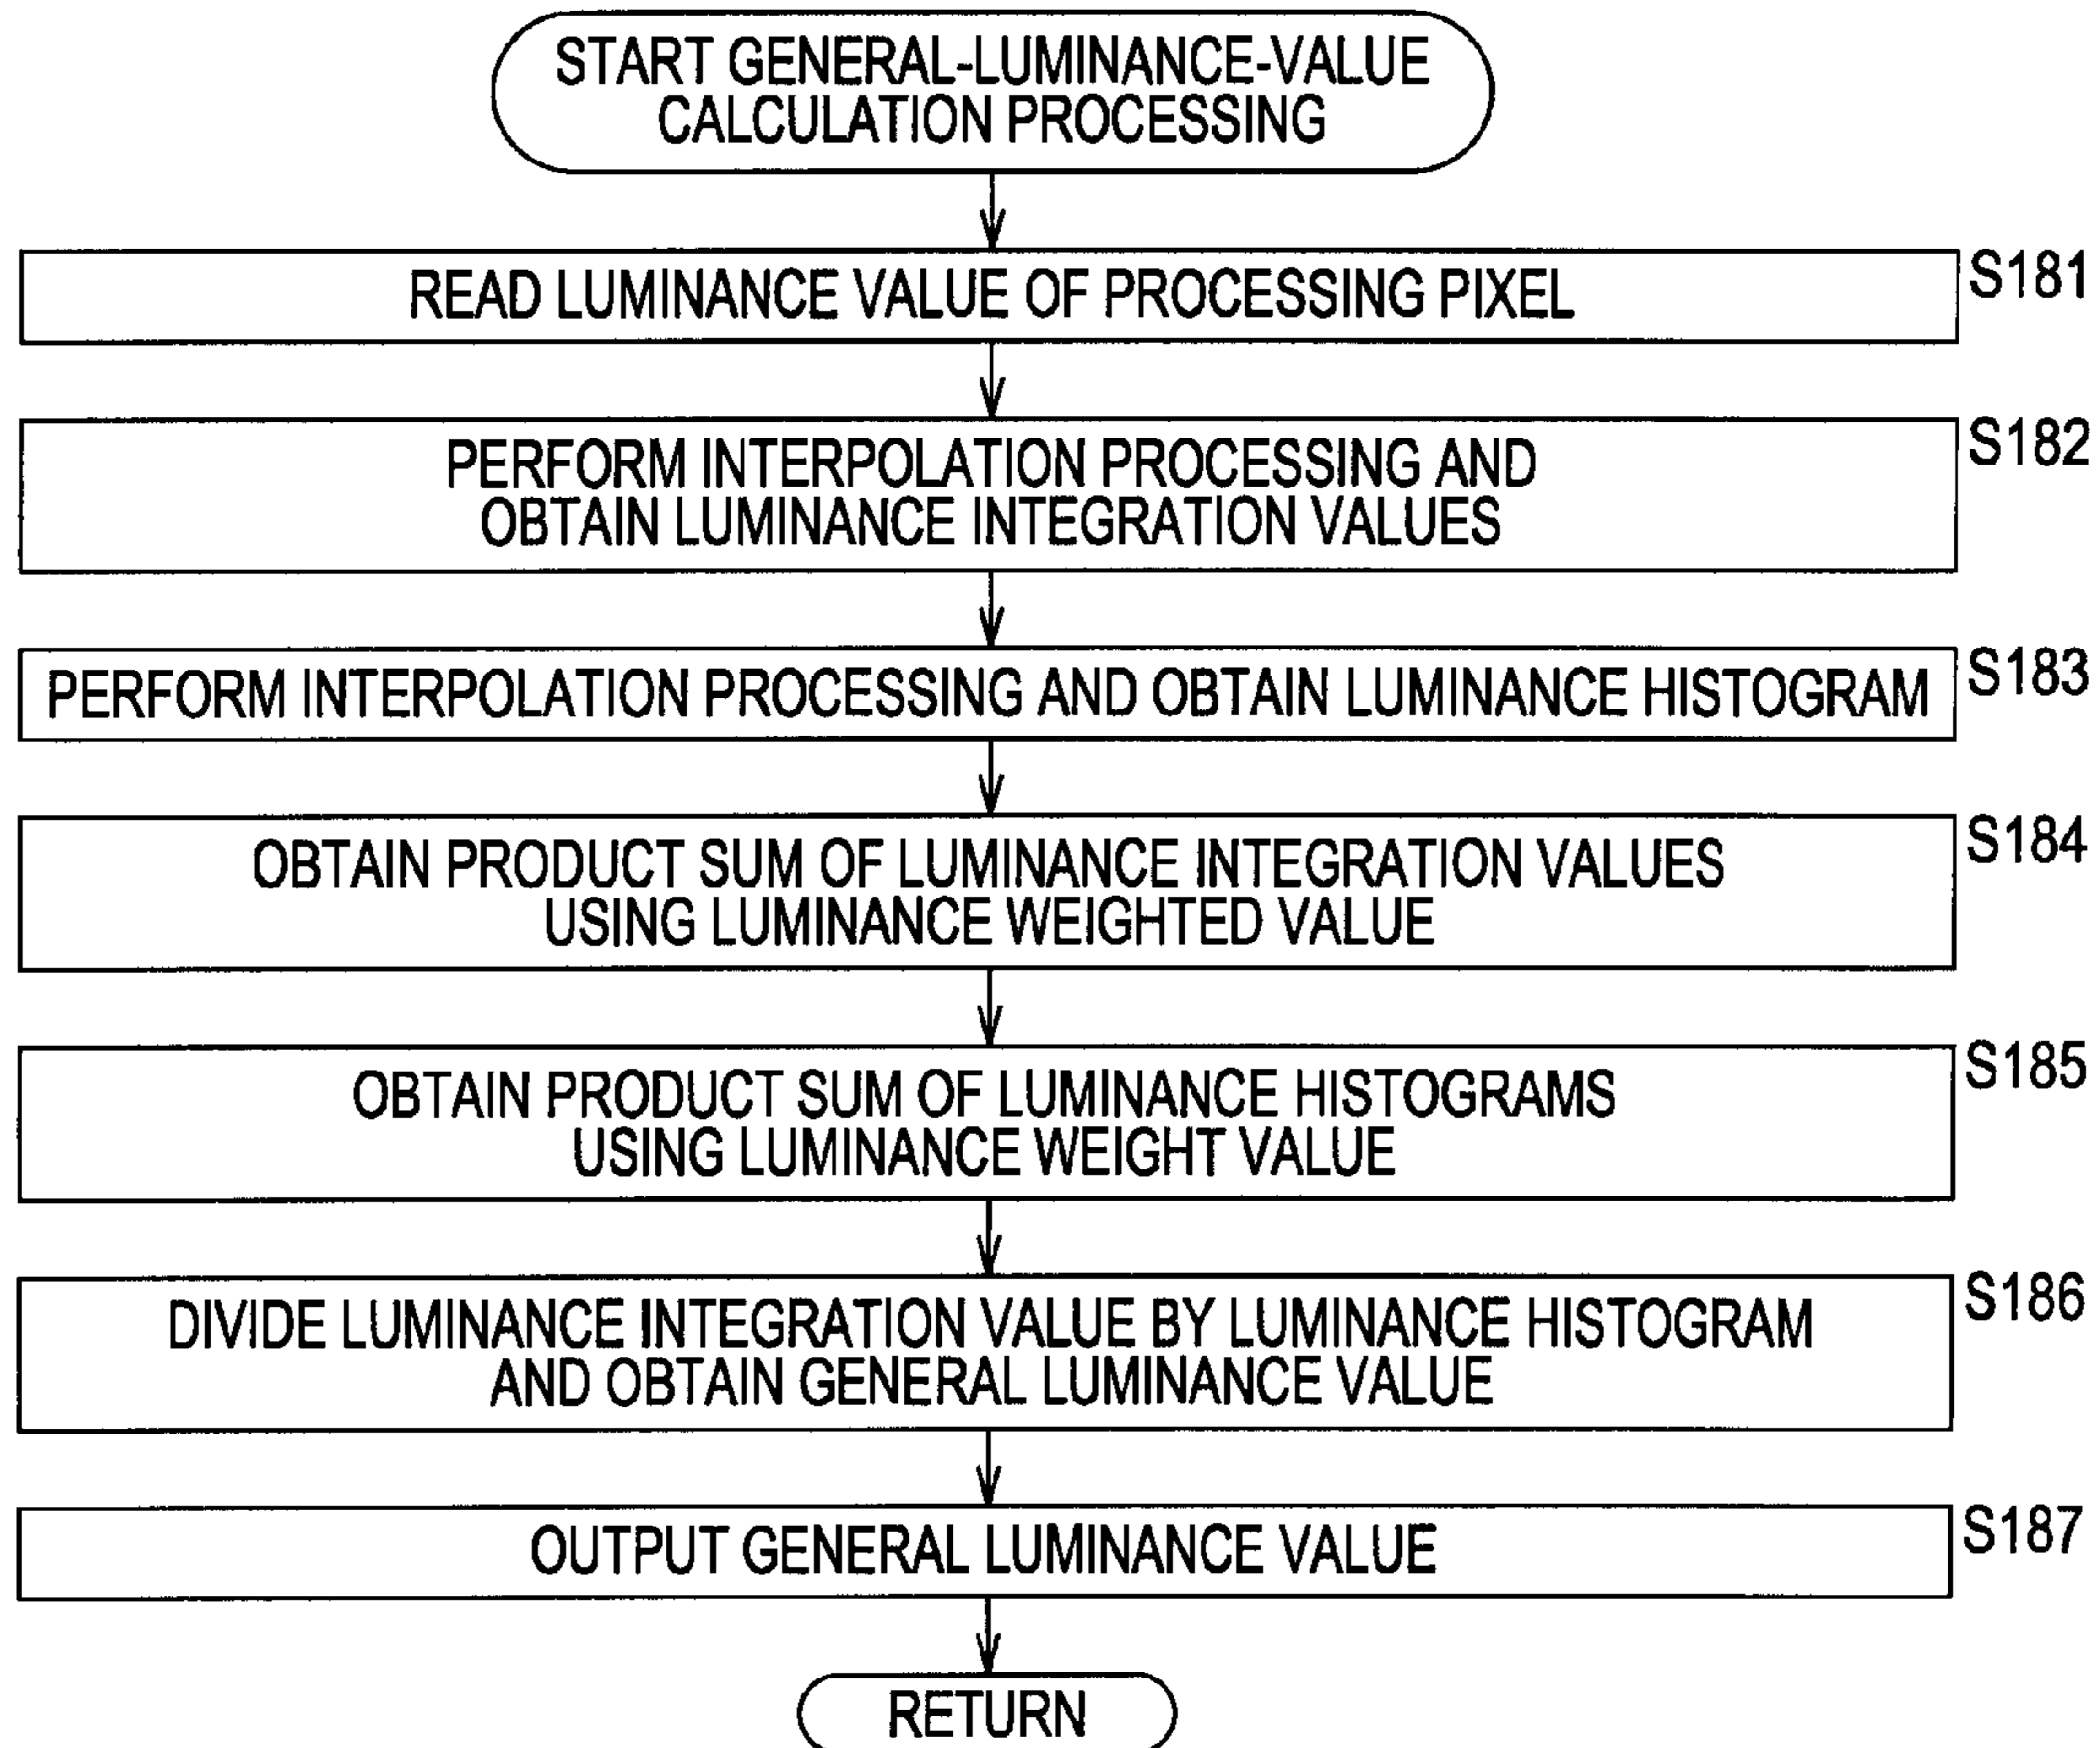 START GENERAL-LUMINANCE-VALUE
CALCULATION PROCESSING
READ LUMINANCE VALUE OF PROCESSING PIXEL
S181
PERFORM INTERPOLATION PROCESSING AND
OBTAIN LUMINANCE INTEGRATION VALUES
S182
PERFORM INTERPOLATION PROCESSING AND OBTAIN LUMINANCE HISTOGRAM
S183
OBTAIN PRODUCT SUM OF LUMINANCE INTEGRATION VALUES
USING LUMINANCE WEIGHTED VALUE
S184
OBTAIN PRODUCT SUM OF LUMINANCE HISTOGRAMS
USING LUMINANCE WEIGHT VALUE
S185
DIVIDE LUMINANCE INTEGRATION VALUE BY LUMINANCE HISTOGRAM
AND OBTAIN GENERAL LUMINANCE VALUE
S186
OUTPUT GENERAL LUMINANCE VALUE
S187
RETURN